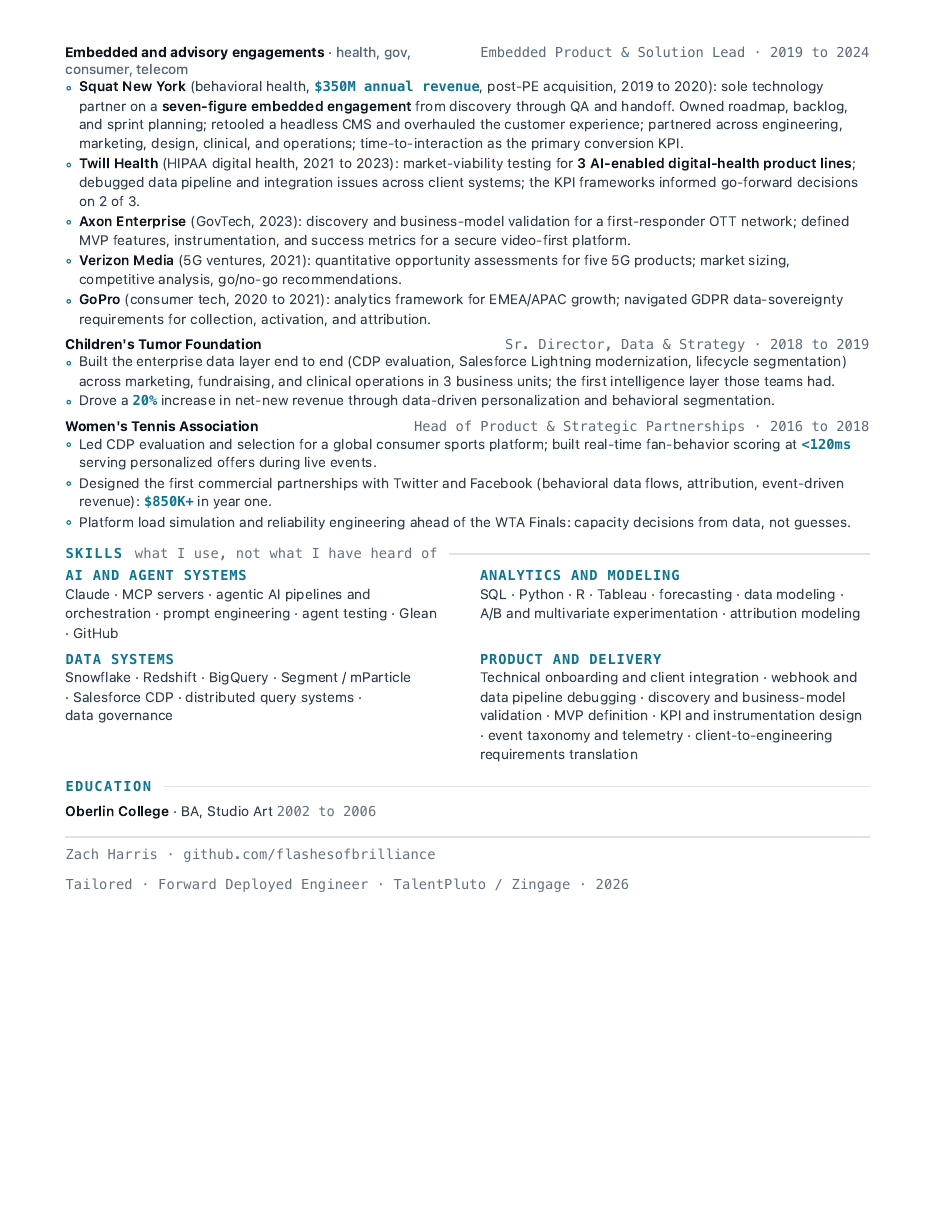 Embedded and advisory engagements · health, gov, consumer, telecom
Embedded Product & Solution Lead · 2019 to 2024
Squat New York (behavioral health, $350M annual revenue, post-PE acquisition, 2019 to 2020): sole technology
partner on a seven-figure embedded engagement from discovery through QA and handoff. Owned roadmap, backlog,
and sprint planning; retooled a headless CMS and overhauled the customer experience; partnered across engineering,
marketing, design, clinical, and operations; time-to-interaction as the primary conversion KPI.
Twill Health (HIPAA digital health, 2021 to 2023): market-viability testing for 3 AI-enabled digital-health product lines;
debugged data pipeline and integration issues across client systems; the KPI frameworks informed go-forward decisions
on 2 of 3.
Axon Enterprise (GovTech, 2023): discovery and business-model validation for a first-responder OTT network; defined
MVP features, instrumentation, and success metrics for a secure video-first platform.
Verizon Media (5G ventures, 2021): quantitative opportunity assessments for five 5G products; market sizing,
competitive analysis, go/no-go recommendations.
GoPro (consumer tech, 2020 to 2021): analytics framework for EMEA/APAC growth; navigated GDPR data-sovereignty
requirements for collection, activation, and attribution.
Children's Tumor Foundation
Sr. Director, Data & Strategy · 2018 to 2019
Built the enterprise data layer end to end (CDP evaluation, Salesforce Lightning modernization, lifecycle segmentation)
across marketing, fundraising, and clinical operations in 3 business units; the first intelligence layer those teams had.
Drove a 20% increase in net-new revenue through data-driven personalization and behavioral segmentation.
Women's Tennis Association
Head of Product & Strategic Partnerships · 2016 to 2018
Led CDP evaluation and selection for a global consumer sports platform; built real-time fan-behavior scoring at <120ms
serving personalized offers during live events.
Designed the first commercial partnerships with Twitter and Facebook (behavioral data flows, attribution, event-driven
revenue): $850K+ in year one.
Platform load simulation and reliability engineering ahead of the WTA Finals: capacity decisions from data, not guesses.
SKILLS what I use, not what I have heard of
AI AND AGENT SYSTEMS
Claude · MCP servers · agentic AI pipelines and
orchestration · prompt engineering · agent testing · Glean
· GitHub
ANALYTICS AND MODELING
SQL · Python · R · Tableau · forecasting · data modeling ·
A/B and multivariate experimentation · attribution modeling
DATA SYSTEMS
Snowflake · Redshift · BigQuery · Segment / mParticle
· Salesforce CDP · distributed query systems ·
data governance
PRODUCT AND DELIVERY
Technical onboarding and client integration · webhook and
data pipeline debugging · discovery and business-model
validation · MVP definition · KPI and instrumentation design
· event taxonomy and telemetry · client-to-engineering
requirements translation
EDUCATION
Oberlin College · BA, Studio Art 2002 to 2006
Zach Harris · github.com/flashesofbrilliance
Tailored · Forward Deployed Engineer · TalentPluto / Zingage · 2026